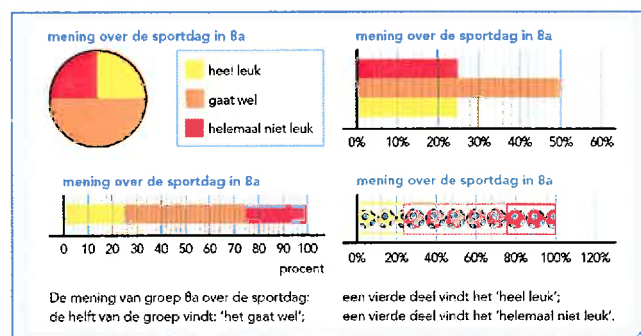 mening over de sportdag in 8a
heel leuk
gaat wel
helemaal niet leuk
mening over de sportdag in 8a
0% 10% 20% 30% 40% 50% 60%
mening over de sportdag in 8a
0 10 20 30 40 50 60 70 80 90 100
procent
mening over de sportdag in 8a
0% 20% 40% 60% 80% 100% 120%
De mening van groep 8a over de sportdag:
de helft van de groep vindt: 'het gaat wel';
een vierde deel vindt het 'heel leuk';
een vierde deel vindt het 'helemaal niet leuk'.